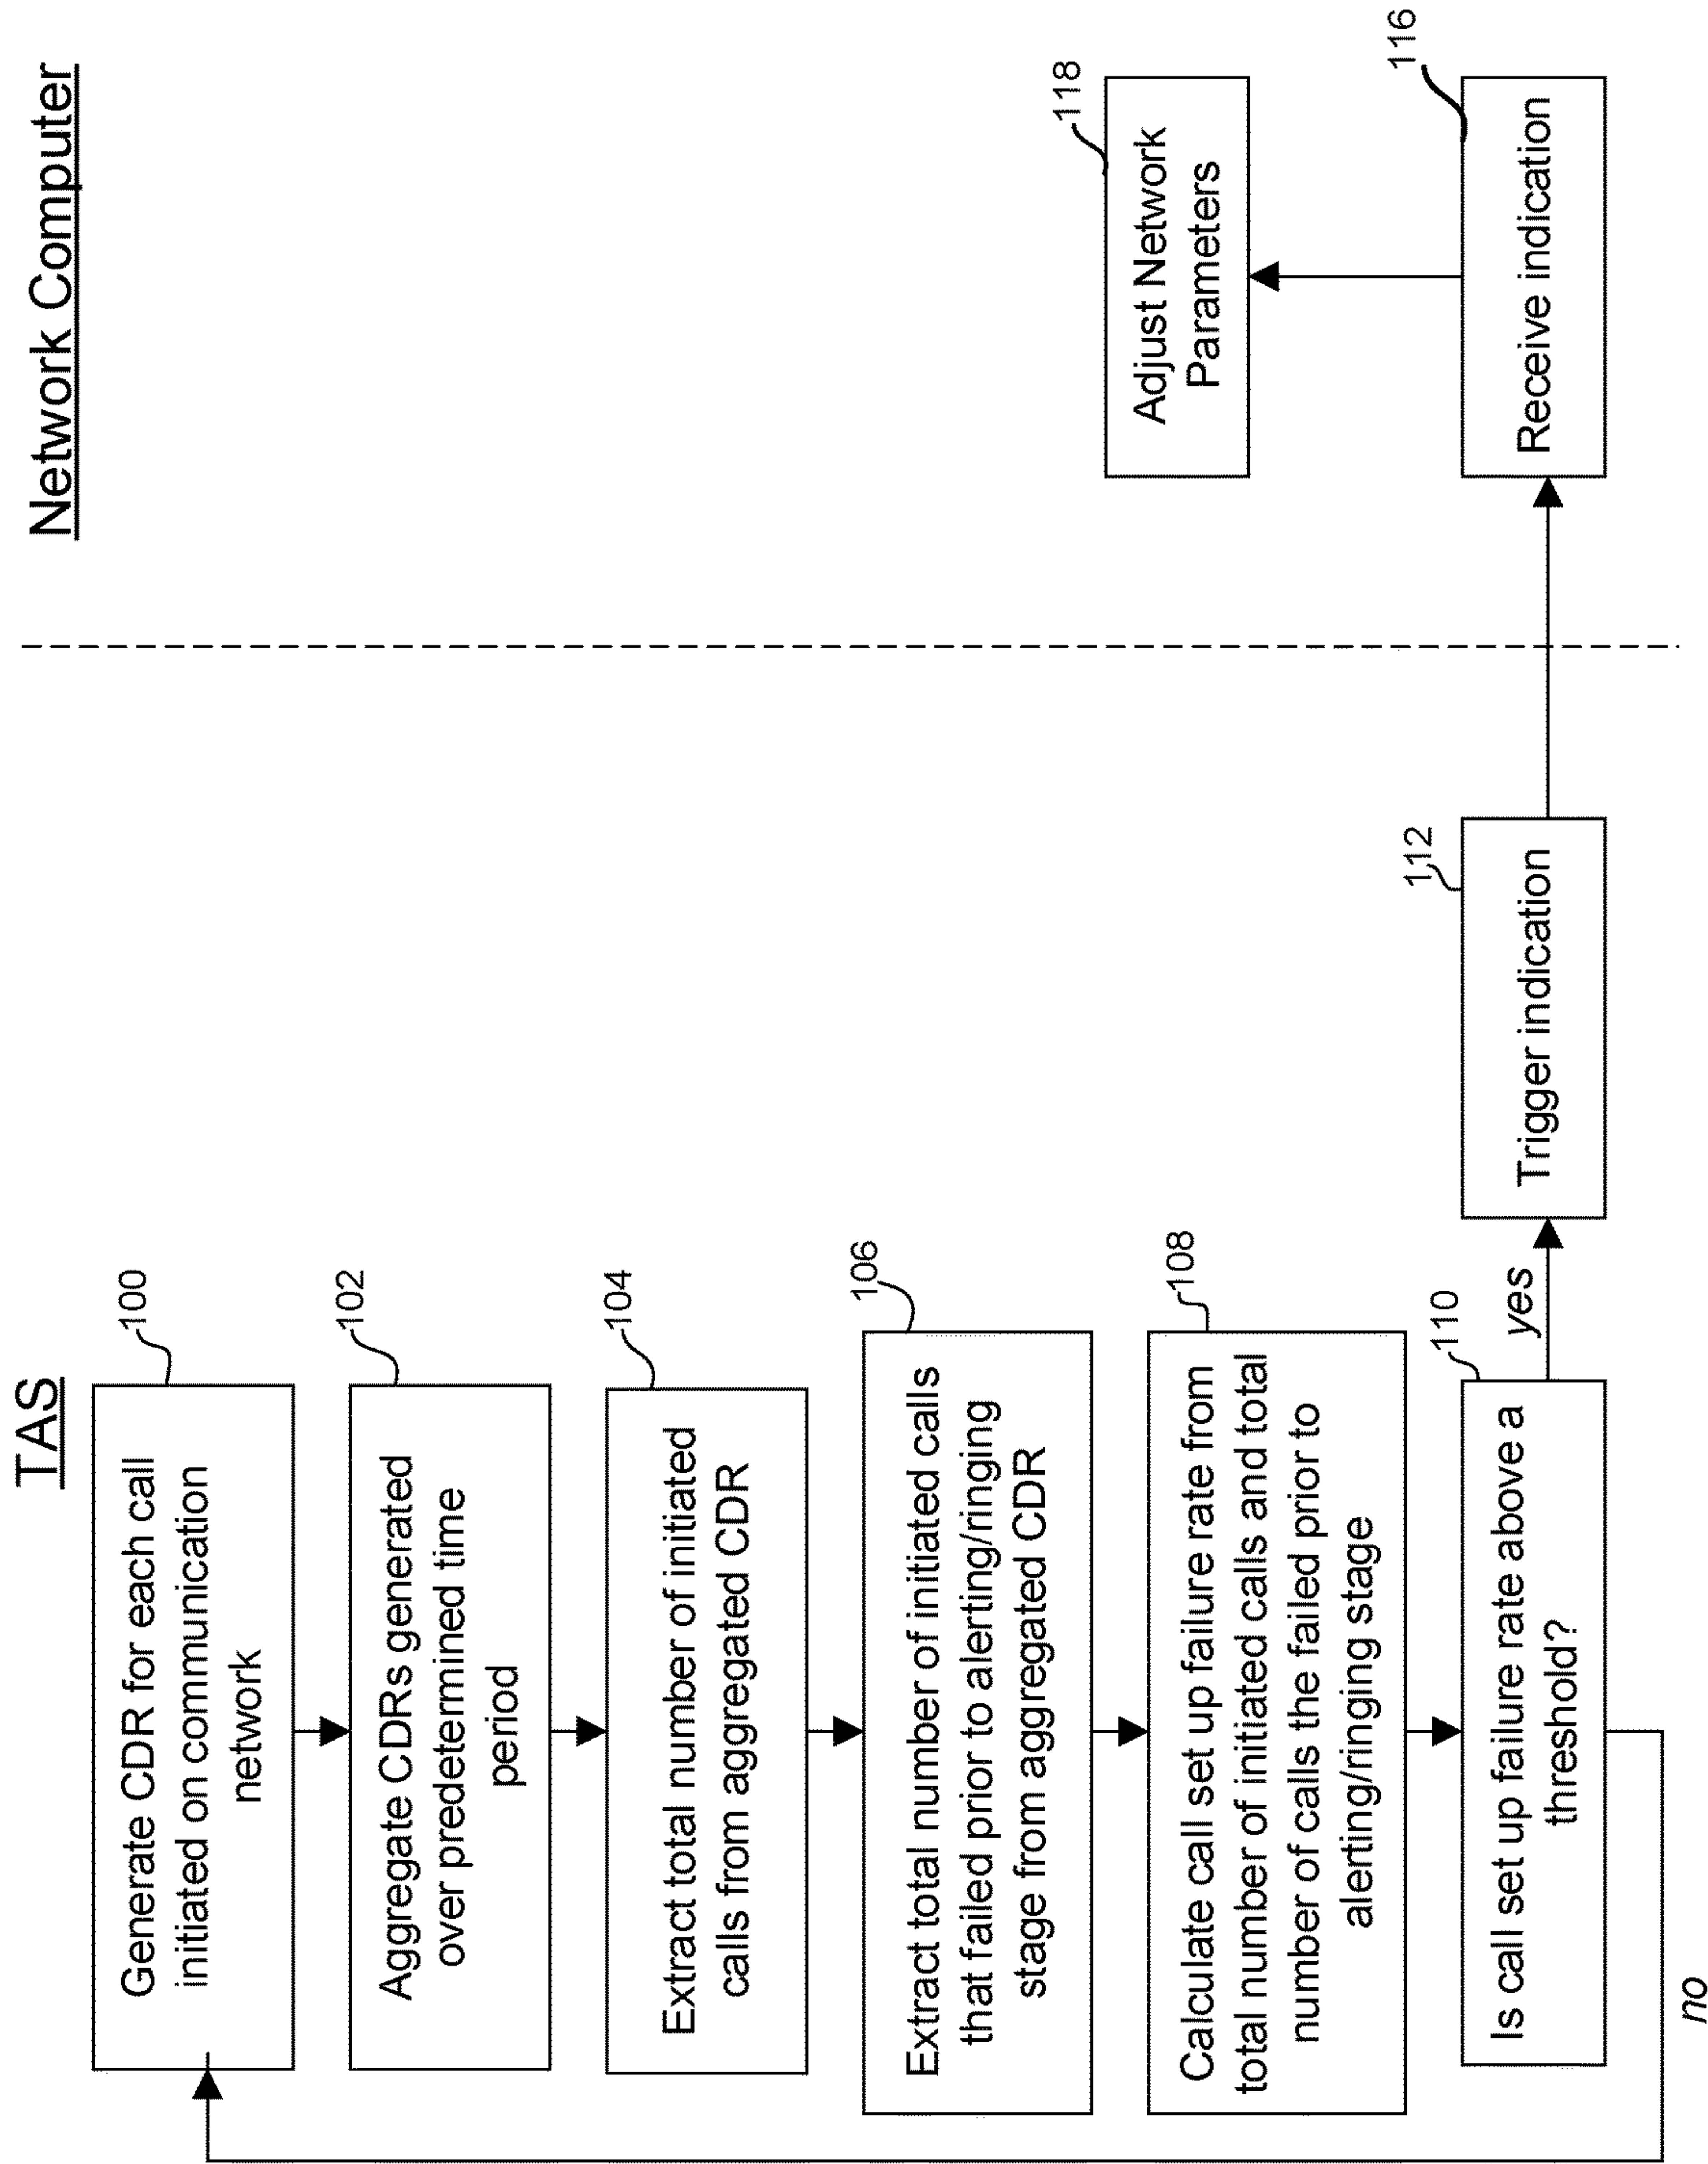 TAS
Network Computer
100
Generate CDR for each call
initiated on communication
network
102
Aggregate CDRs generated
over predetermined time
period
104
Extract total number of initiated
calls from aggregated CDR
106
Extract total number of initiated calls
that failed prior to alerting/ringing
stage from aggregated CDR
108
Calculate call set up failure rate from
total number of initiated calls and total
number of calls the failed prior to
alerting/ringing stage
110
Is call set up failure rate above a
threshold?
yes
no
112
Trigger indication
116
Receive indication
118
Adjust Network
Parameters